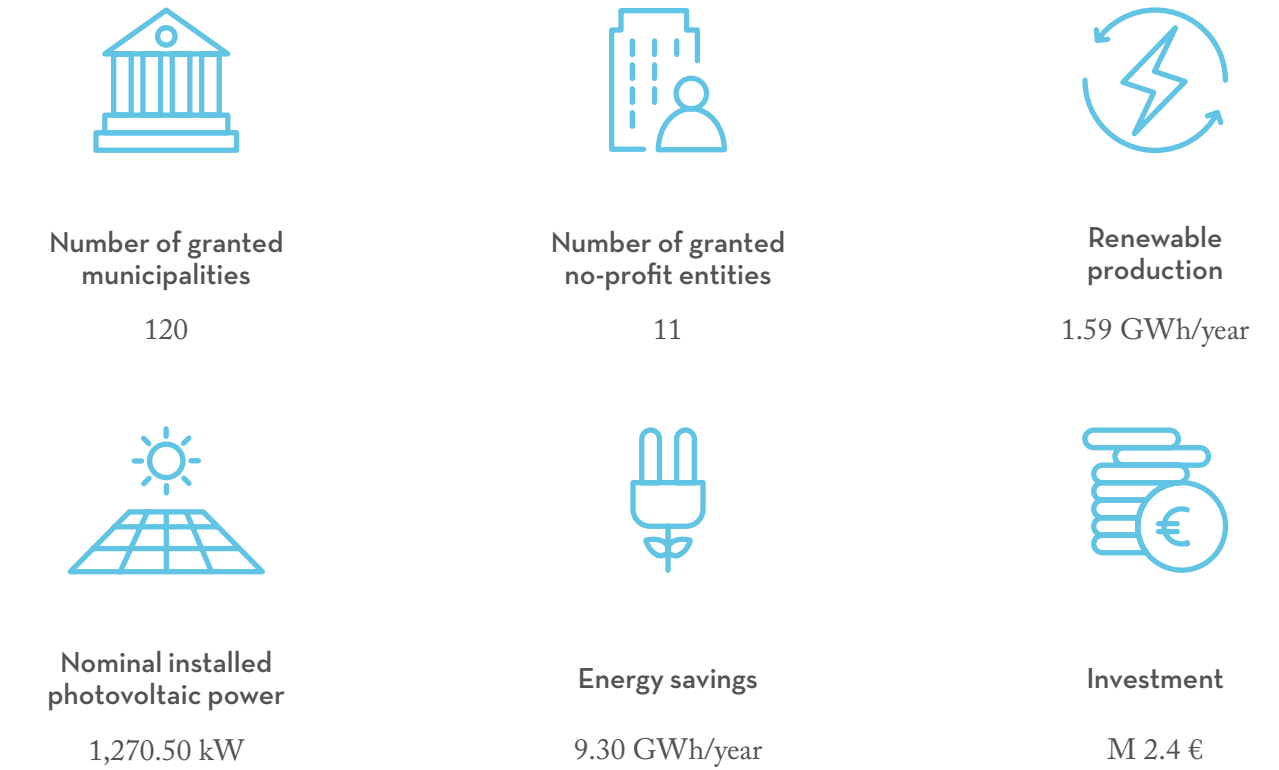 Number of granted
municipalities
120
Number of granted
no-profit entities
11
Renewable
production
1.59 GWh/year
Nominal installed
photovoltaic power
1,270.50 kW
Energy savings
9.30 GWh/year
€
Investment
M 2.4 €